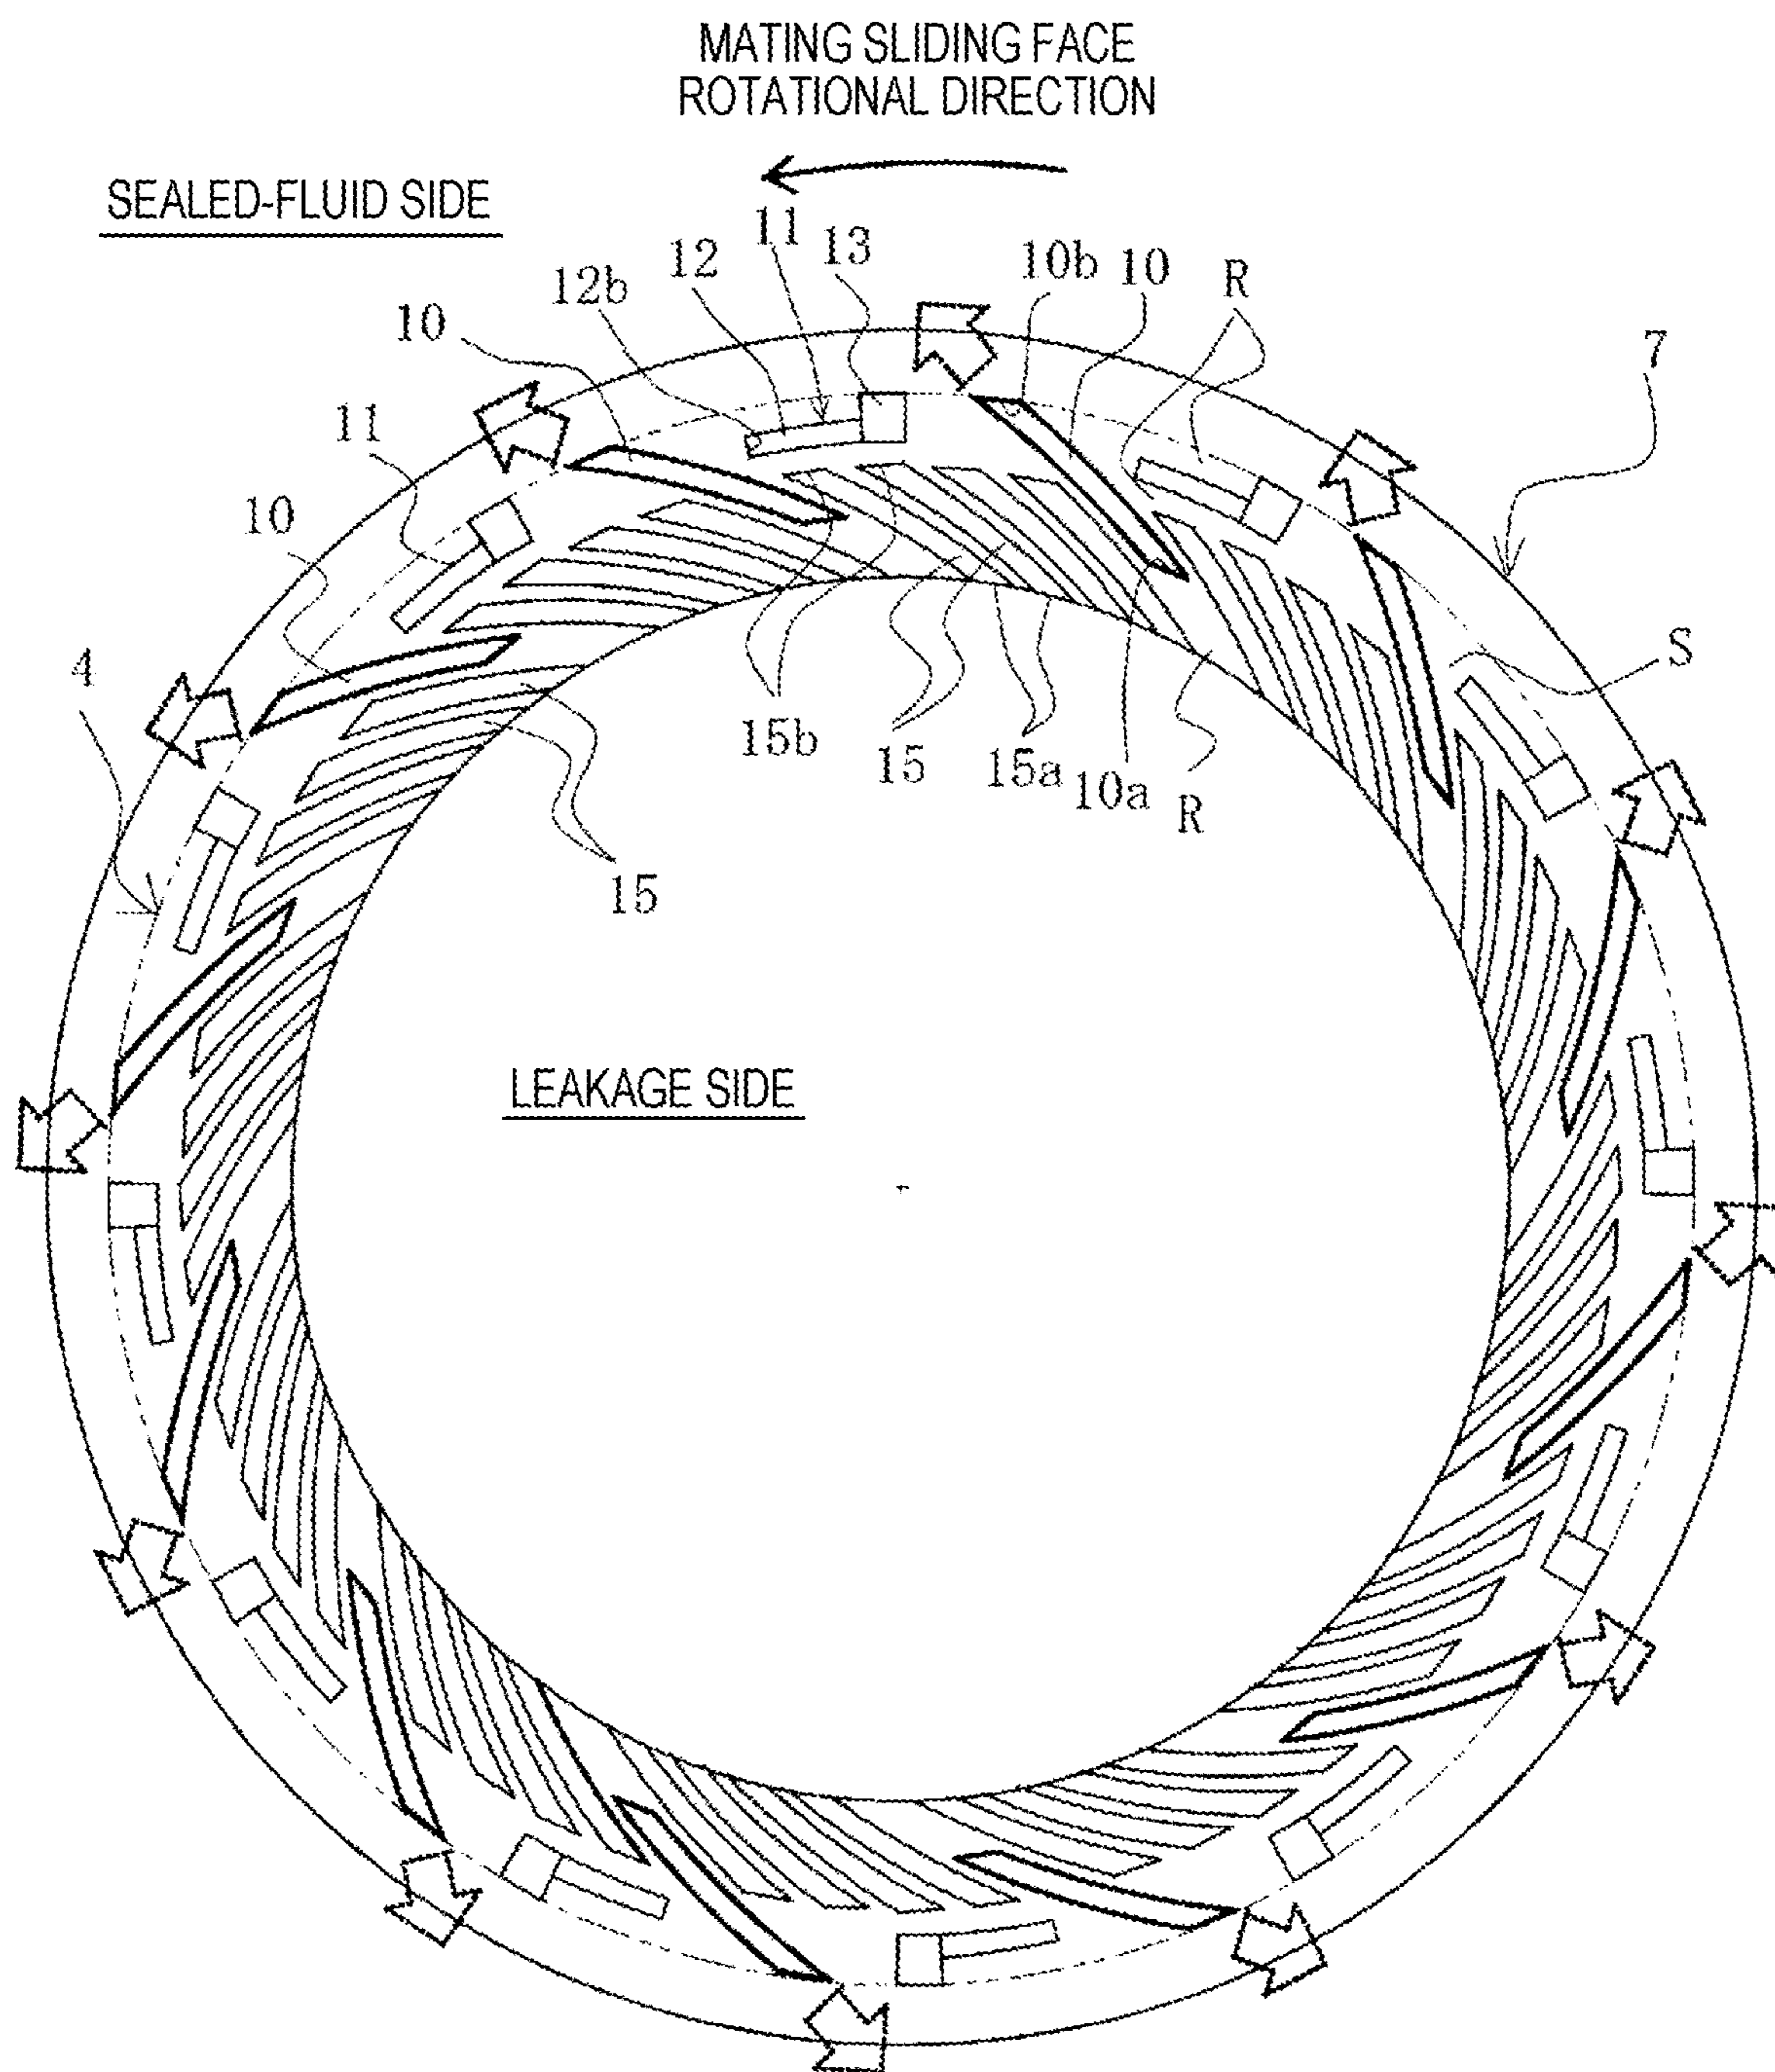 MATING SLIDING FACE
ROTATIONAL DIRECTION
SEALED-FLUID SIDE
11
13
12
10b
10
R
12b
10
7
11
10
4
S
15b
15
15a
10a
R
15
LEAKAGE SIDE